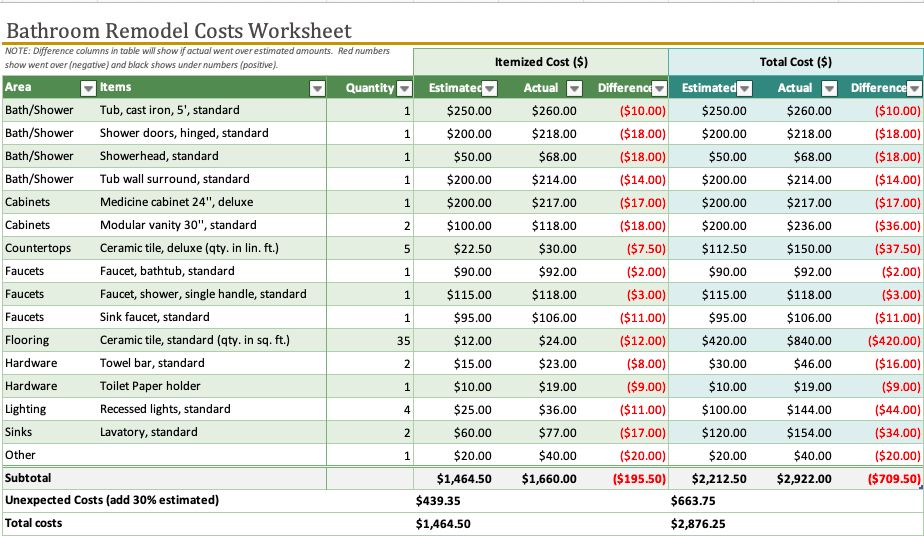 Bathroom Remodel Costs Worksheet
NOTE: Difference columns in table will show if actual went over estimated amounts. Red numbers
show went over (negative) and black shows under numbers (positive).
Itemized Cost ($) Total Cost ($)
Area Items Quantity Estimated Actual Difference Estimated Actual Difference
Bath/Shower Tub, cast iron, 5', standard 1 $250.00 $260.00 ($10.00) $250.00 $260.00 ($10.00)
Bath/Shower Shower doors, hinged, standard 1 $200.00 $218.00 ($18.00) $200.00 $218.00 ($18.00)
Bath/Shower Showerhead, standard 1 $50.00 $68.00 ($18.00) $50.00 $68.00 ($18.00)
Bath/Shower Tub wall surround, standard 1 $200.00 $214.00 ($14.00) $200.00 $214.00 ($14.00)
Cabinets Medicine cabinet 24'', deluxe 1 $200.00 $217.00 ($17.00) $200.00 $217.00 ($17.00)
Cabinets Modular vanity 30'', standard 2 $100.00 $118.00 ($18.00) $200.00 $236.00 ($36.00)
Countertops Ceramic tile, deluxe (qty. in lin. ft.) 5 $22.50 $30.00 ($7.50) $112.50 $150.00 ($37.50)
Faucets Faucet, bathtub, standard 1 $90.00 $92.00 ($2.00) $90.00 $92.00 ($2.00)
Faucets Faucet, shower, single handle, standard 1 $115.00 $118.00 ($3.00) $115.00 $118.00 ($3.00)
Faucets Sink faucet, standard 1 $95.00 $106.00 ($11.00) $95.00 $106.00 ($11.00)
Flooring Ceramic tile, standard (qty. in sq. ft.) 35 $12.00 $24.00 ($12.00) $420.00 $840.00 ($420.00)
Hardware Towel bar, standard 2 $15.00 $23.00 ($8.00) $30.00 $46.00 ($16.00)
Hardware Toilet Paper holder 1 $10.00 $19.00 ($9.00) $10.00 $19.00 ($9.00)
Lighting Recessed lights, standard 4 $25.00 $36.00 ($11.00) $100.00 $144.00 ($44.00)
Sinks Lavatory, standard 2 $60.00 $77.00 ($17.00) $120.00 $154.00 ($34.00)
Other 1 $20.00 $40.00 ($20.00) $20.00 $40.00 ($20.00)
Subtotal $1,464.50 $1,660.00 ($195.50) $2,212.50 $2,922.00 ($709.50)
Unexpected Costs (add 30% estimated) $439.35 $663.75
Total costs $1,464.50 $2,876.25